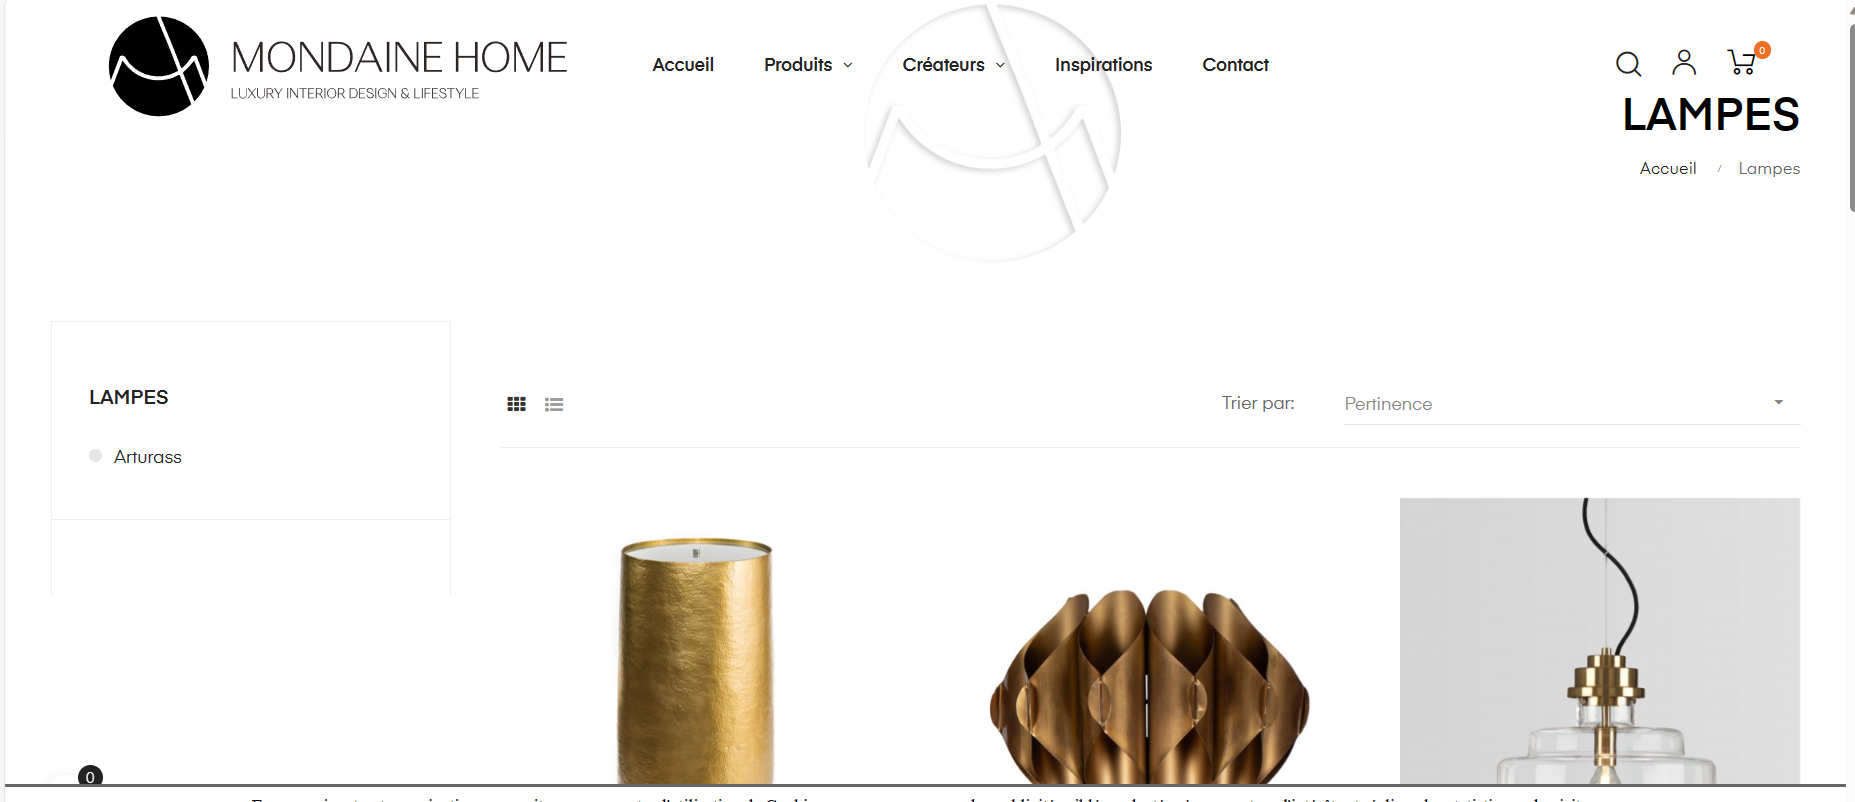 MONDAINE HOME
LUXURY INTERIOR DESIGN & LIFESTYLE
Accueil
Produits
Créateurs
Inspirations
Contact
0
LAMPES
Accueil / Lampes
LAMPES
Arturass
Trier par:
Pertinence
0